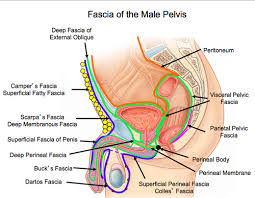 Fascia of the Male Pelvis
Deep Fascia of
External Oblique
Peritoneum
Camper's Fascia
Superficial Fatty Fascia
Visceral Pelvic
Fascia
Scarpa's Fascia
Deep Membranous Fascia
Parietal Pelvic
Fascia
Superficial Fascia of Penis
Deep Perineal Fascia
Perineal Body
Buck's Fascia
Perineal Membrane
Dartos Fascia
Superficial Perineal Fascia
Colles' Fascia